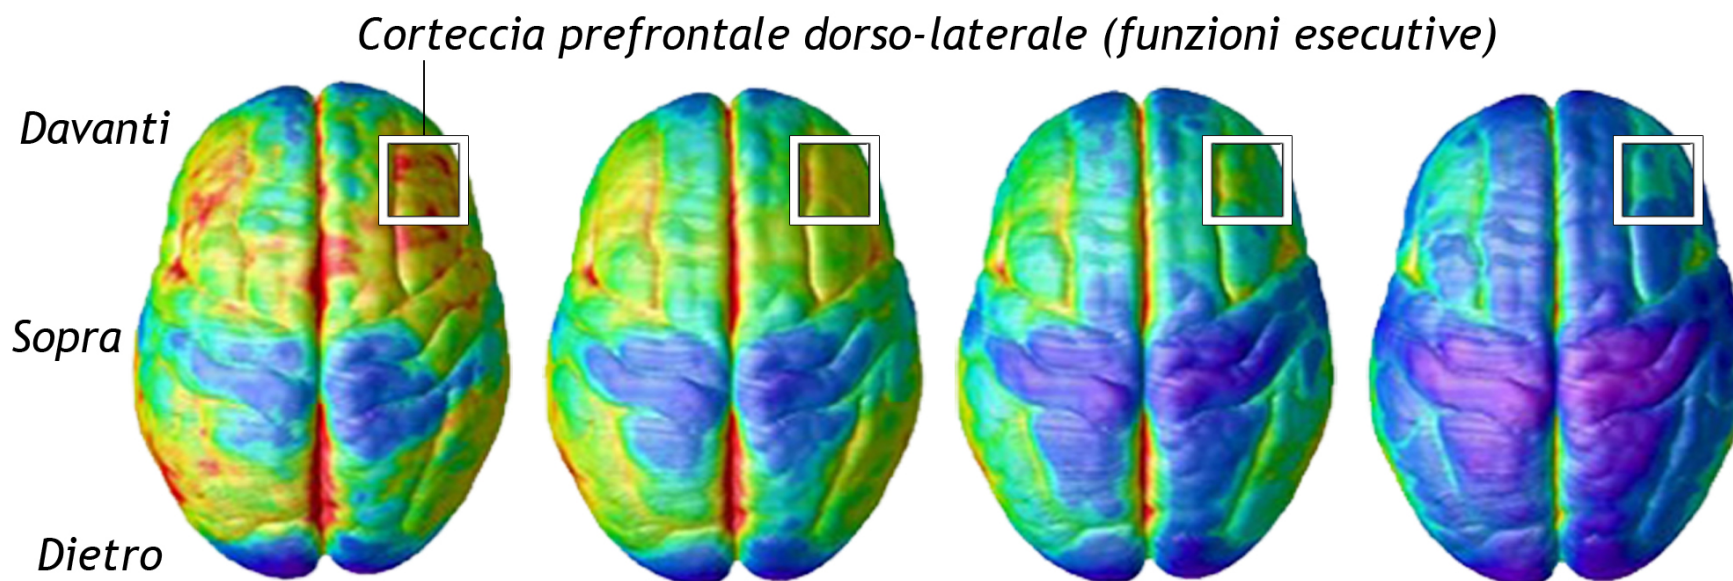 Corteccia prefrontale dorso-laterale (funzioni esecutive)
Davanti
Sopra
Dietro